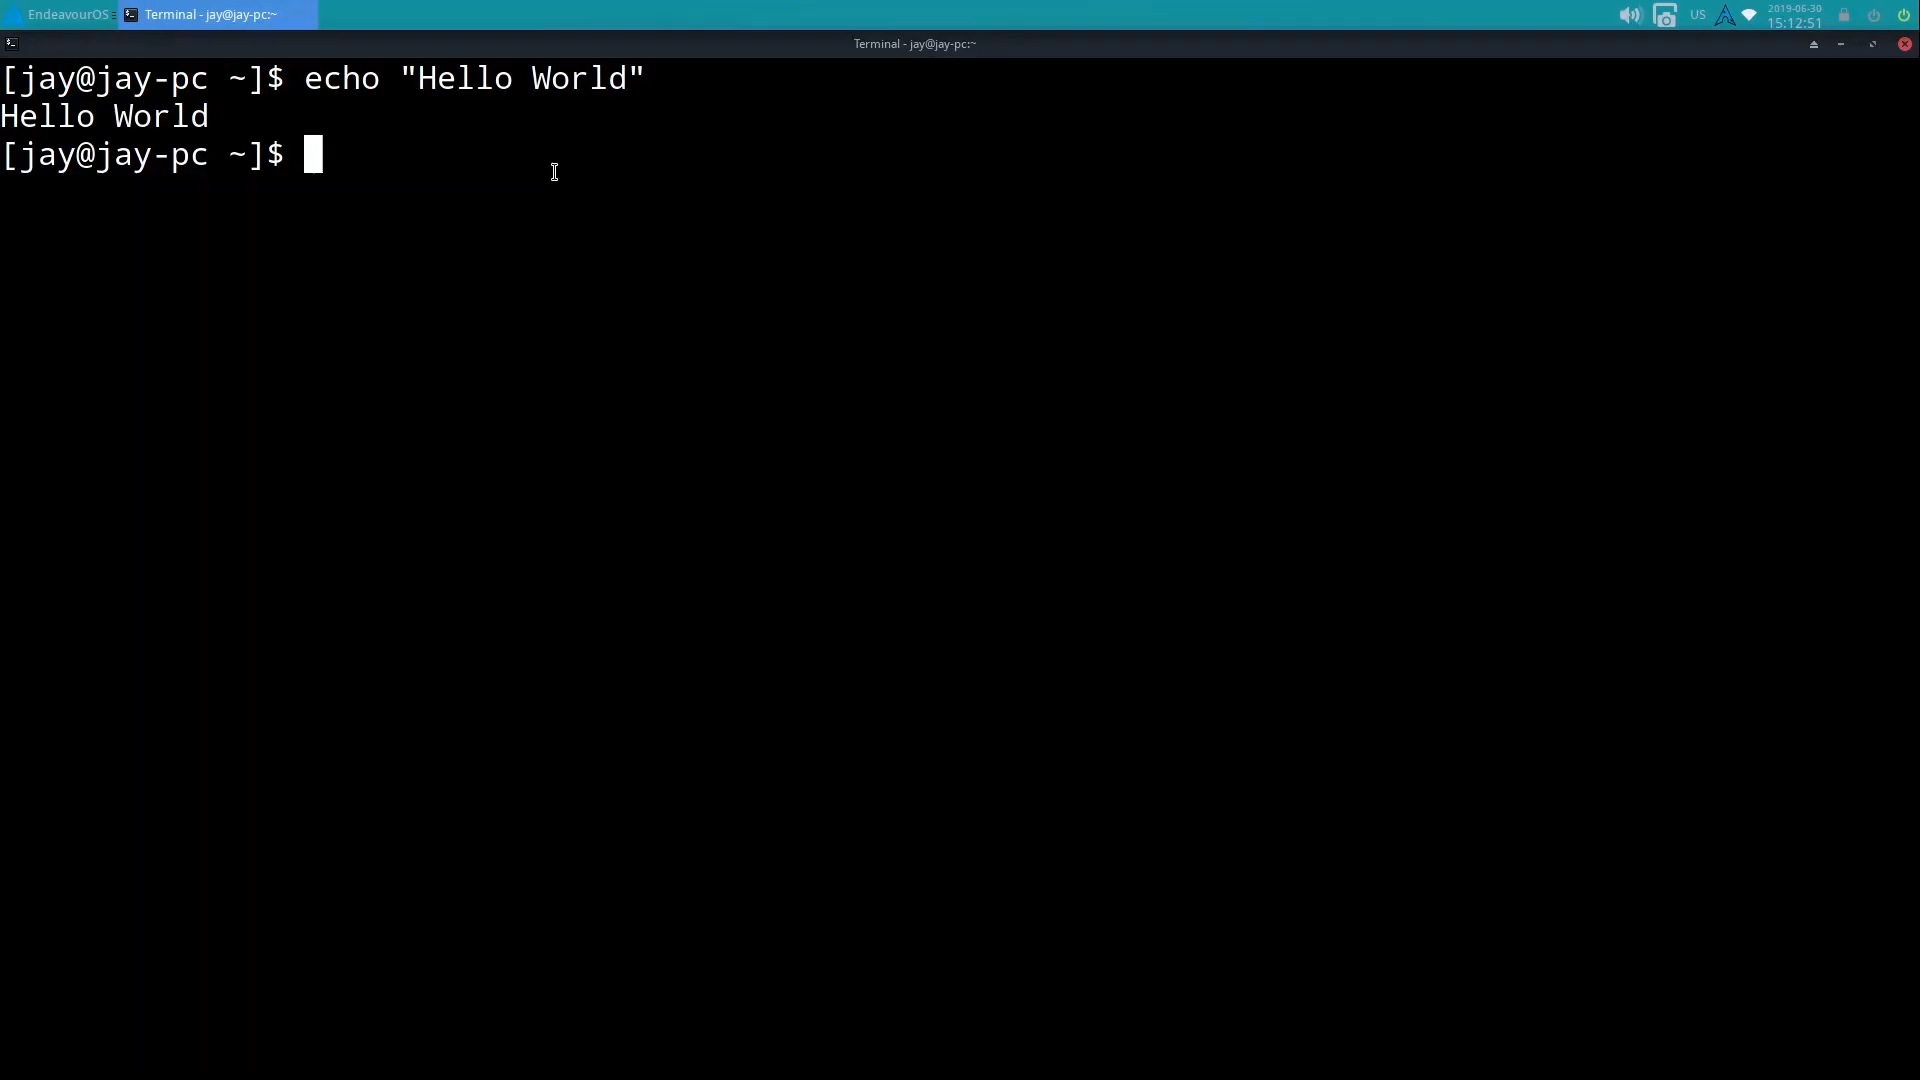 EndeavourOS
Terminal - jay@jay-pc:~
US
2019-06-30
15:12:51
Terminal - jay@jay-pc:~
[jay@jay-pc ~]$ echo "Hello World"
Hello World
[jay@jay-pc ~]$